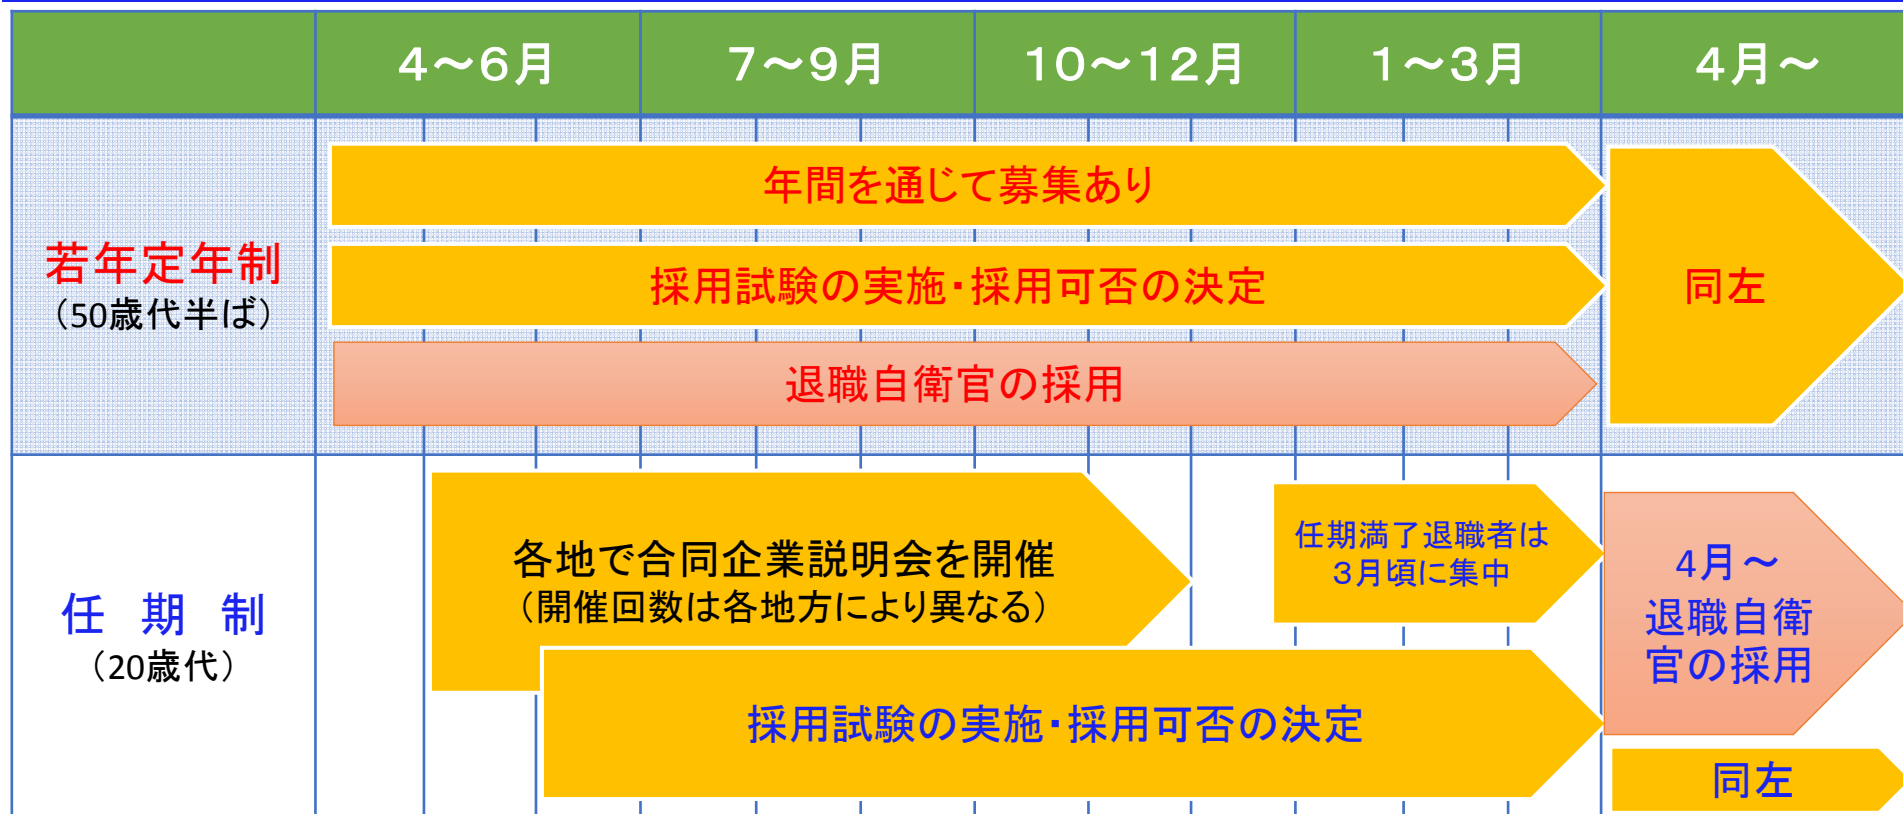 4～6月
7～9月
10～12月
1～3月
4月～
若年定年制
（50歳代半ば）
年間を通じて募集あり
採用試験の実施・採用可否の決定
退職自衛官の採用
同左
任　期　制
（20歳代）
各地で合同企業説明会を開催
（開催回数は各地方により異なる）
任期満了退職者は
３月頃に集中
採用試験の実施・採用可否の決定
4月～
退職自衛
官の採用
同左